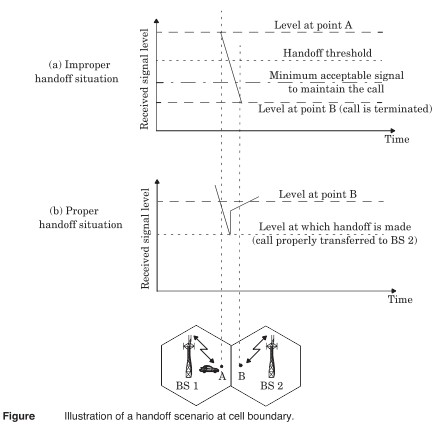 (a) Improper
handoff situation
Received signal level
Level at point A
Handoff threshold
Minimum acceptable signal
to maintain the call
Level at point B (call is terminated)
Time
(b) Proper
handoff situation
Received signal level
Level at point B
Level at which handoff is made
(call properly transferred to BS 2)
Time
BS 1
A
B
BS 2
Figure Illustration of a handoff scenario at cell boundary.